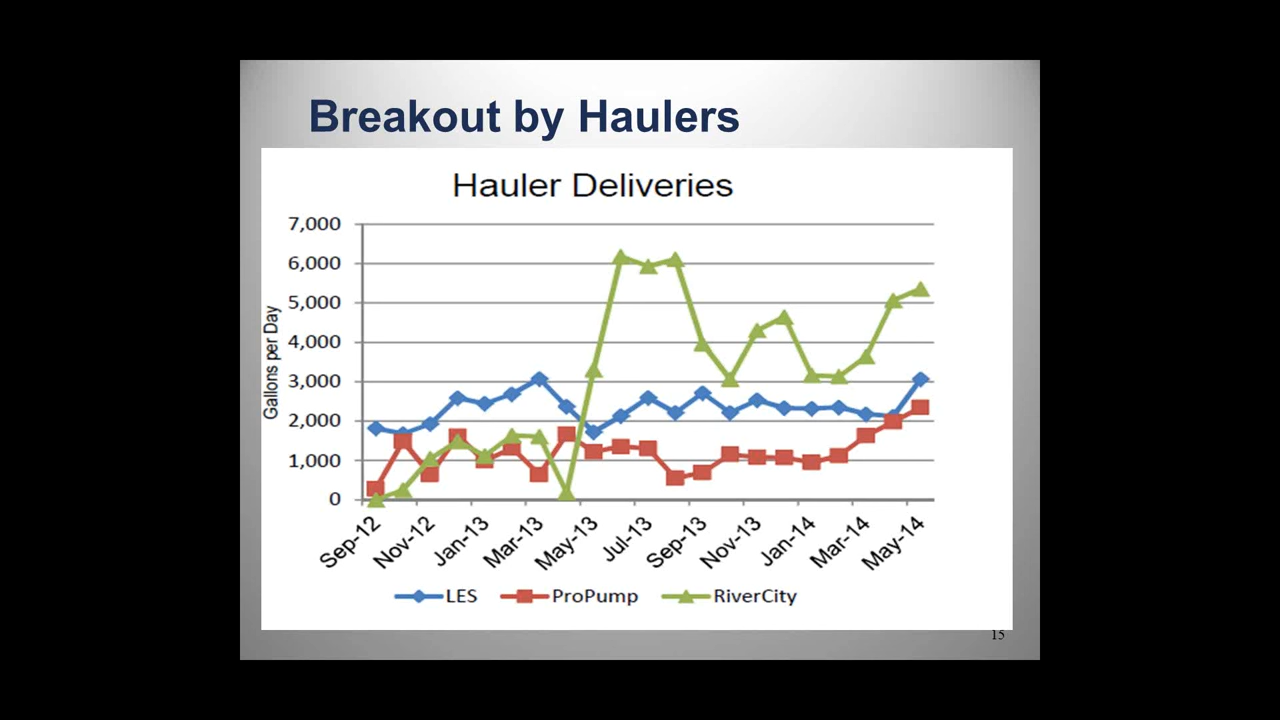 Breakout by Haulers
Hauler Deliveries
7,000
6,000
5,000
4,000
3,000
2,000
1,000
0
Gallons per Day
Sep-12
Nov-12
Jan-13
Mar-13
May-13
Jul-13
Sep-13
Nov-13
Jan-14
Mar-14
May-14
LES ProPump RiverCity
15